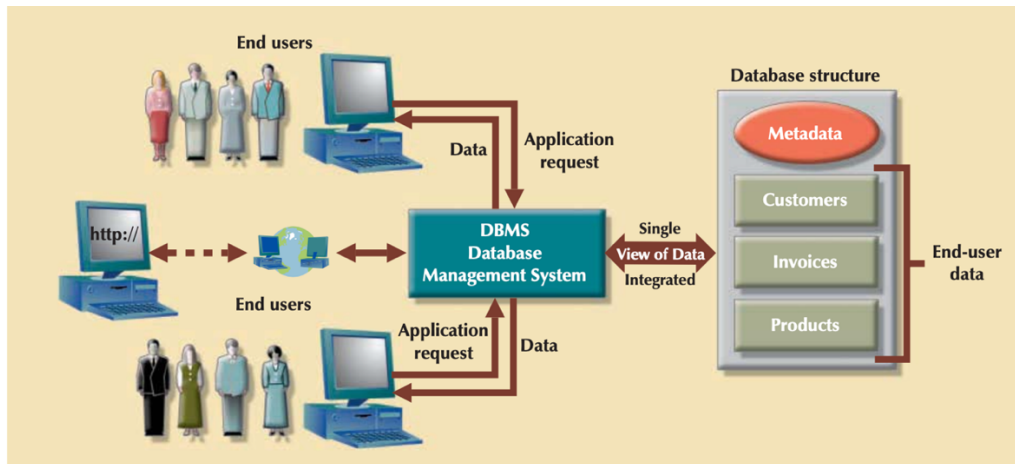 End users
Database structure
Metadata
Data
Application
request
Customers
http://
DBMS
Database
Management System
Single
View of Data
Integrated
Invoices
End-user
data
End users
Products
Application
request
Data